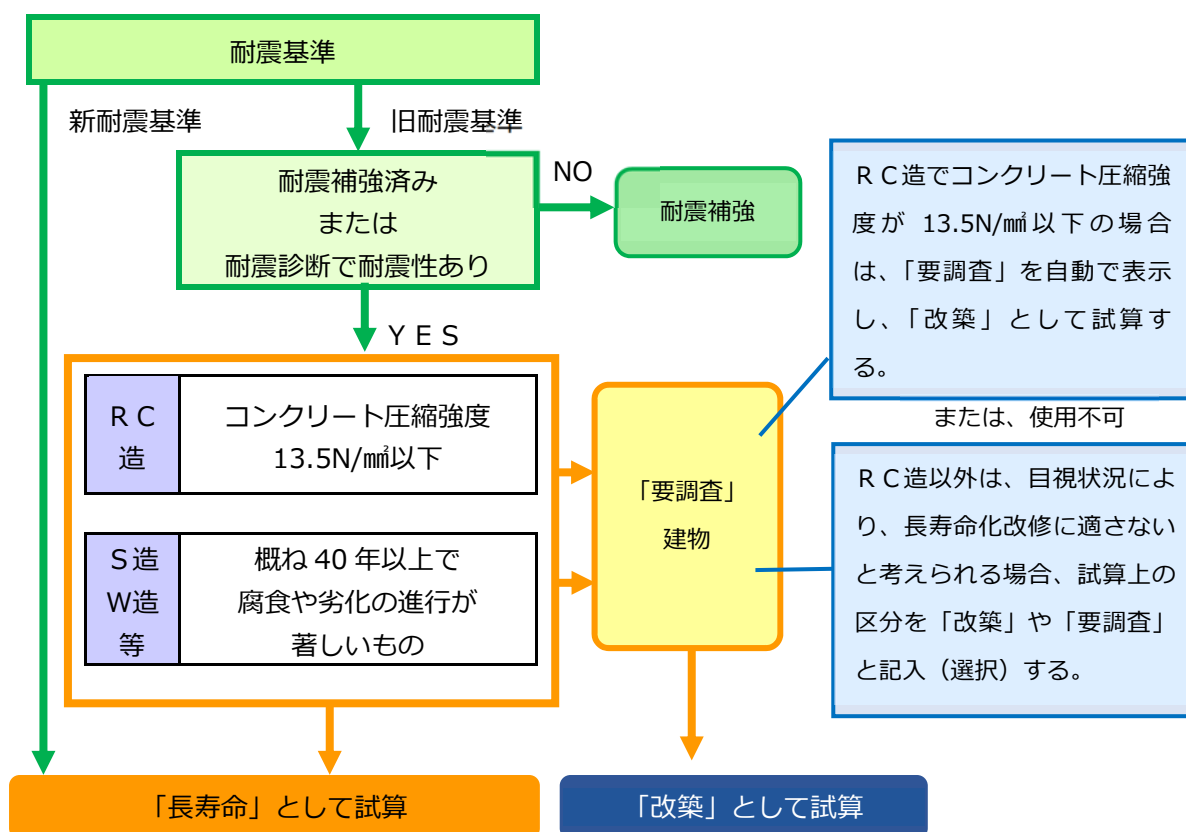 耐震基準
新耐震基準
旧耐震基準
耐震補強済み
または
耐震診断で耐震性あり
NO
耐震補強
ＹＥＳ
ＲＣ
造
コンクリート圧縮強度
13.5N/㎟以下
Ｓ造
W造
等
概ね 40 年以上で
腐食や劣化の進行が
著しいもの
「要調査」
建物
ＲＣ造でコンクリート圧縮強
度が 13.5N/㎟以下の場合
は、「要調査」を自動で表示
し、「改築」として試算す
る。
または、使用不可
ＲＣ造以外は、目視状況によ
り、長寿命化改修に適さない
と考えられる場合、試算上の
区分を「改築」や「要調査」
と記入（選択）する。
「長寿命」として試算
「改築」として試算